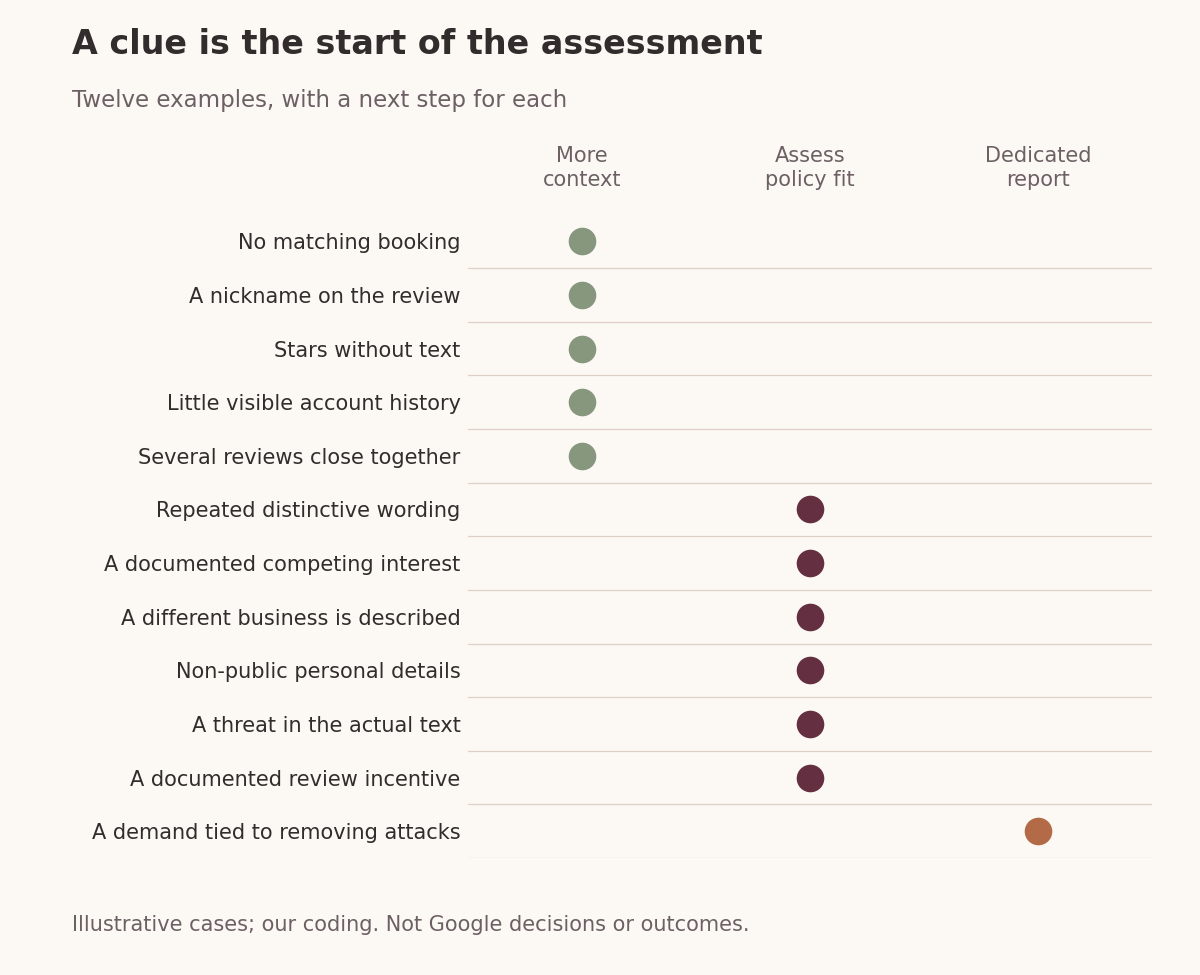 A clue is the start of the assessment
Twelve examples, with a next step for each
More
context
Assess
policy fit
Dedicated
report
No matching booking
A nickname on the review
Stars without text
Little visible account history
Several reviews close together
Repeated distinctive wording
A documented competing interest
A different business is described
Non-public personal details
A threat in the actual text
A documented review incentive
A demand tied to removing attacks
Illustrative cases; our coding. Not Google decisions or outcomes.